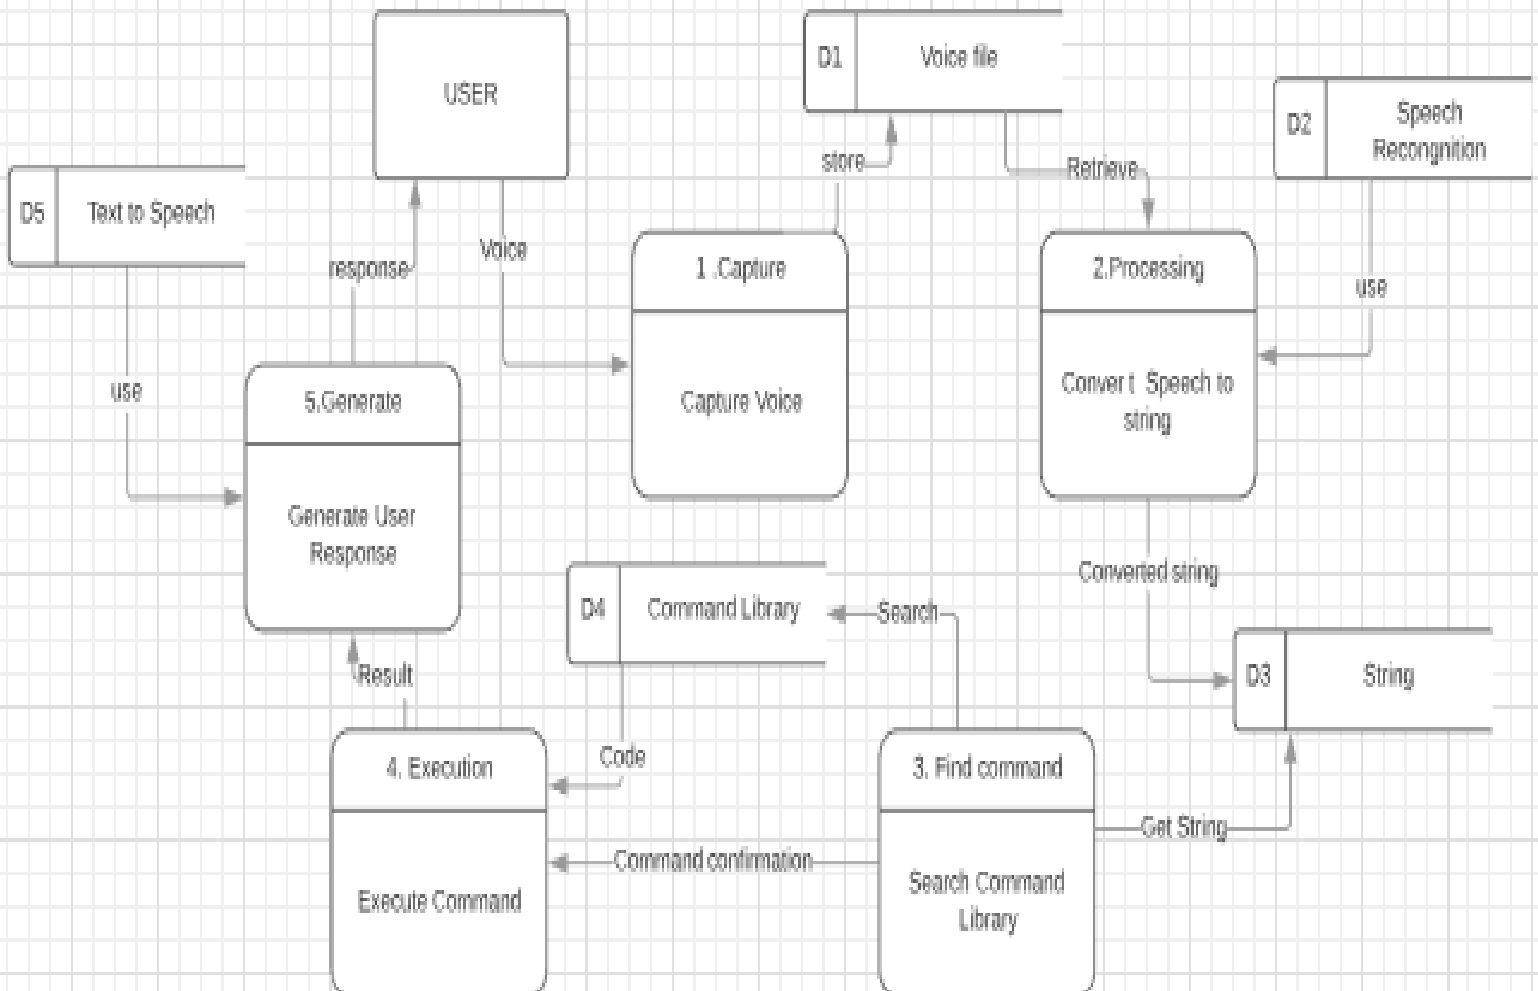 USER
D1
Voice file
D2
Speech
Recongnition
store
Retrieve
D5
Text to Speech
response
Voice
1 .Capture
2.Processing
use
use
5.Generate
Capture Voice
Conver t Speech to
string
Generate User
Response
Converted string
D4
Command Library
Search
Result
D3
String
Code
4. Execution
3. Find command
Get String
Command confirmation
Execute Command
Search Command
Library